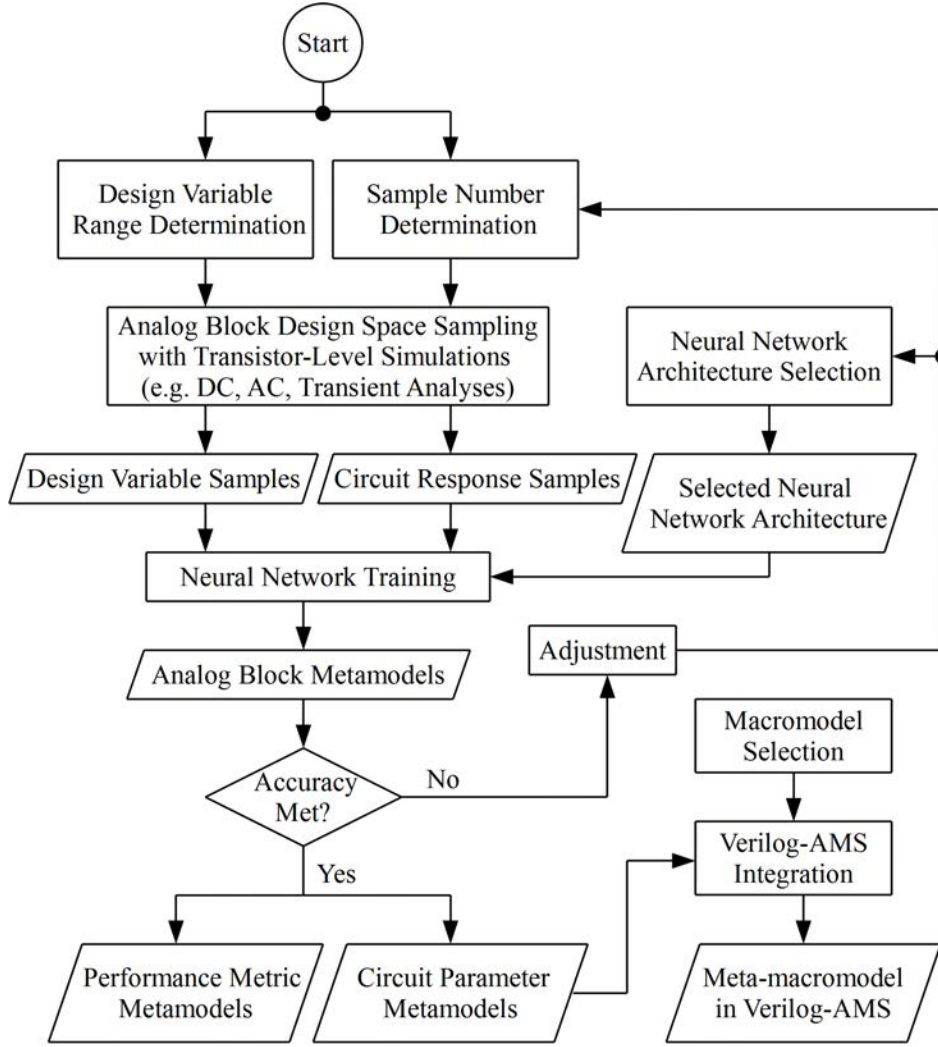 Start
Design Variable
Range Determination
Sample Number
Determination
Analog Block Design Space Sampling
with Transistor-Level Simulations
(e.g. DC, AC, Transient Analyses)
Neural Network
Architecture Selection
Design Variable Samples
Circuit Response Samples
Selected Neural
Network Architecture
Neural Network Training
Analog Block Metamodels
Adjustment
Macromodel
Selection
Accuracy
Met?
No
Verilog-AMS
Integration
Yes
Performance Metric
Metamodels
Circuit Parameter
Metamodels
Meta-macromodel
in Verilog-AMS